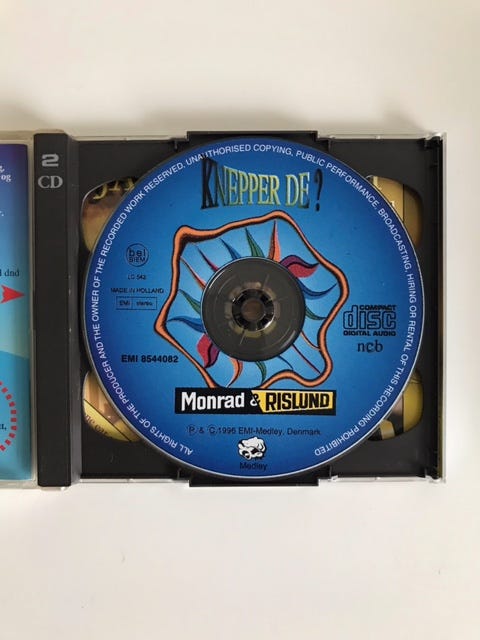 2
CD
og
KNEPPER DE?
ALL RIGHTS OF THE PRODUCER AND THE OWNER OF THE RECORDED WORK RESERVED. UNAUTHORISED COPYING, PUBLIC PERFORMANCE, BROADCASTING, HIRING OR RENTAL OF THIS RECORDING PROHIBITED
bel
BIEM
LC 542
MADE IN HOLLAND
EMI stereo
EMI 8544082
COMPACT
disc
DIGITAL AUDIO
ncb
Monrad & RISLUND
℗ & © 1996 EMI-Medley, Denmark
Medley